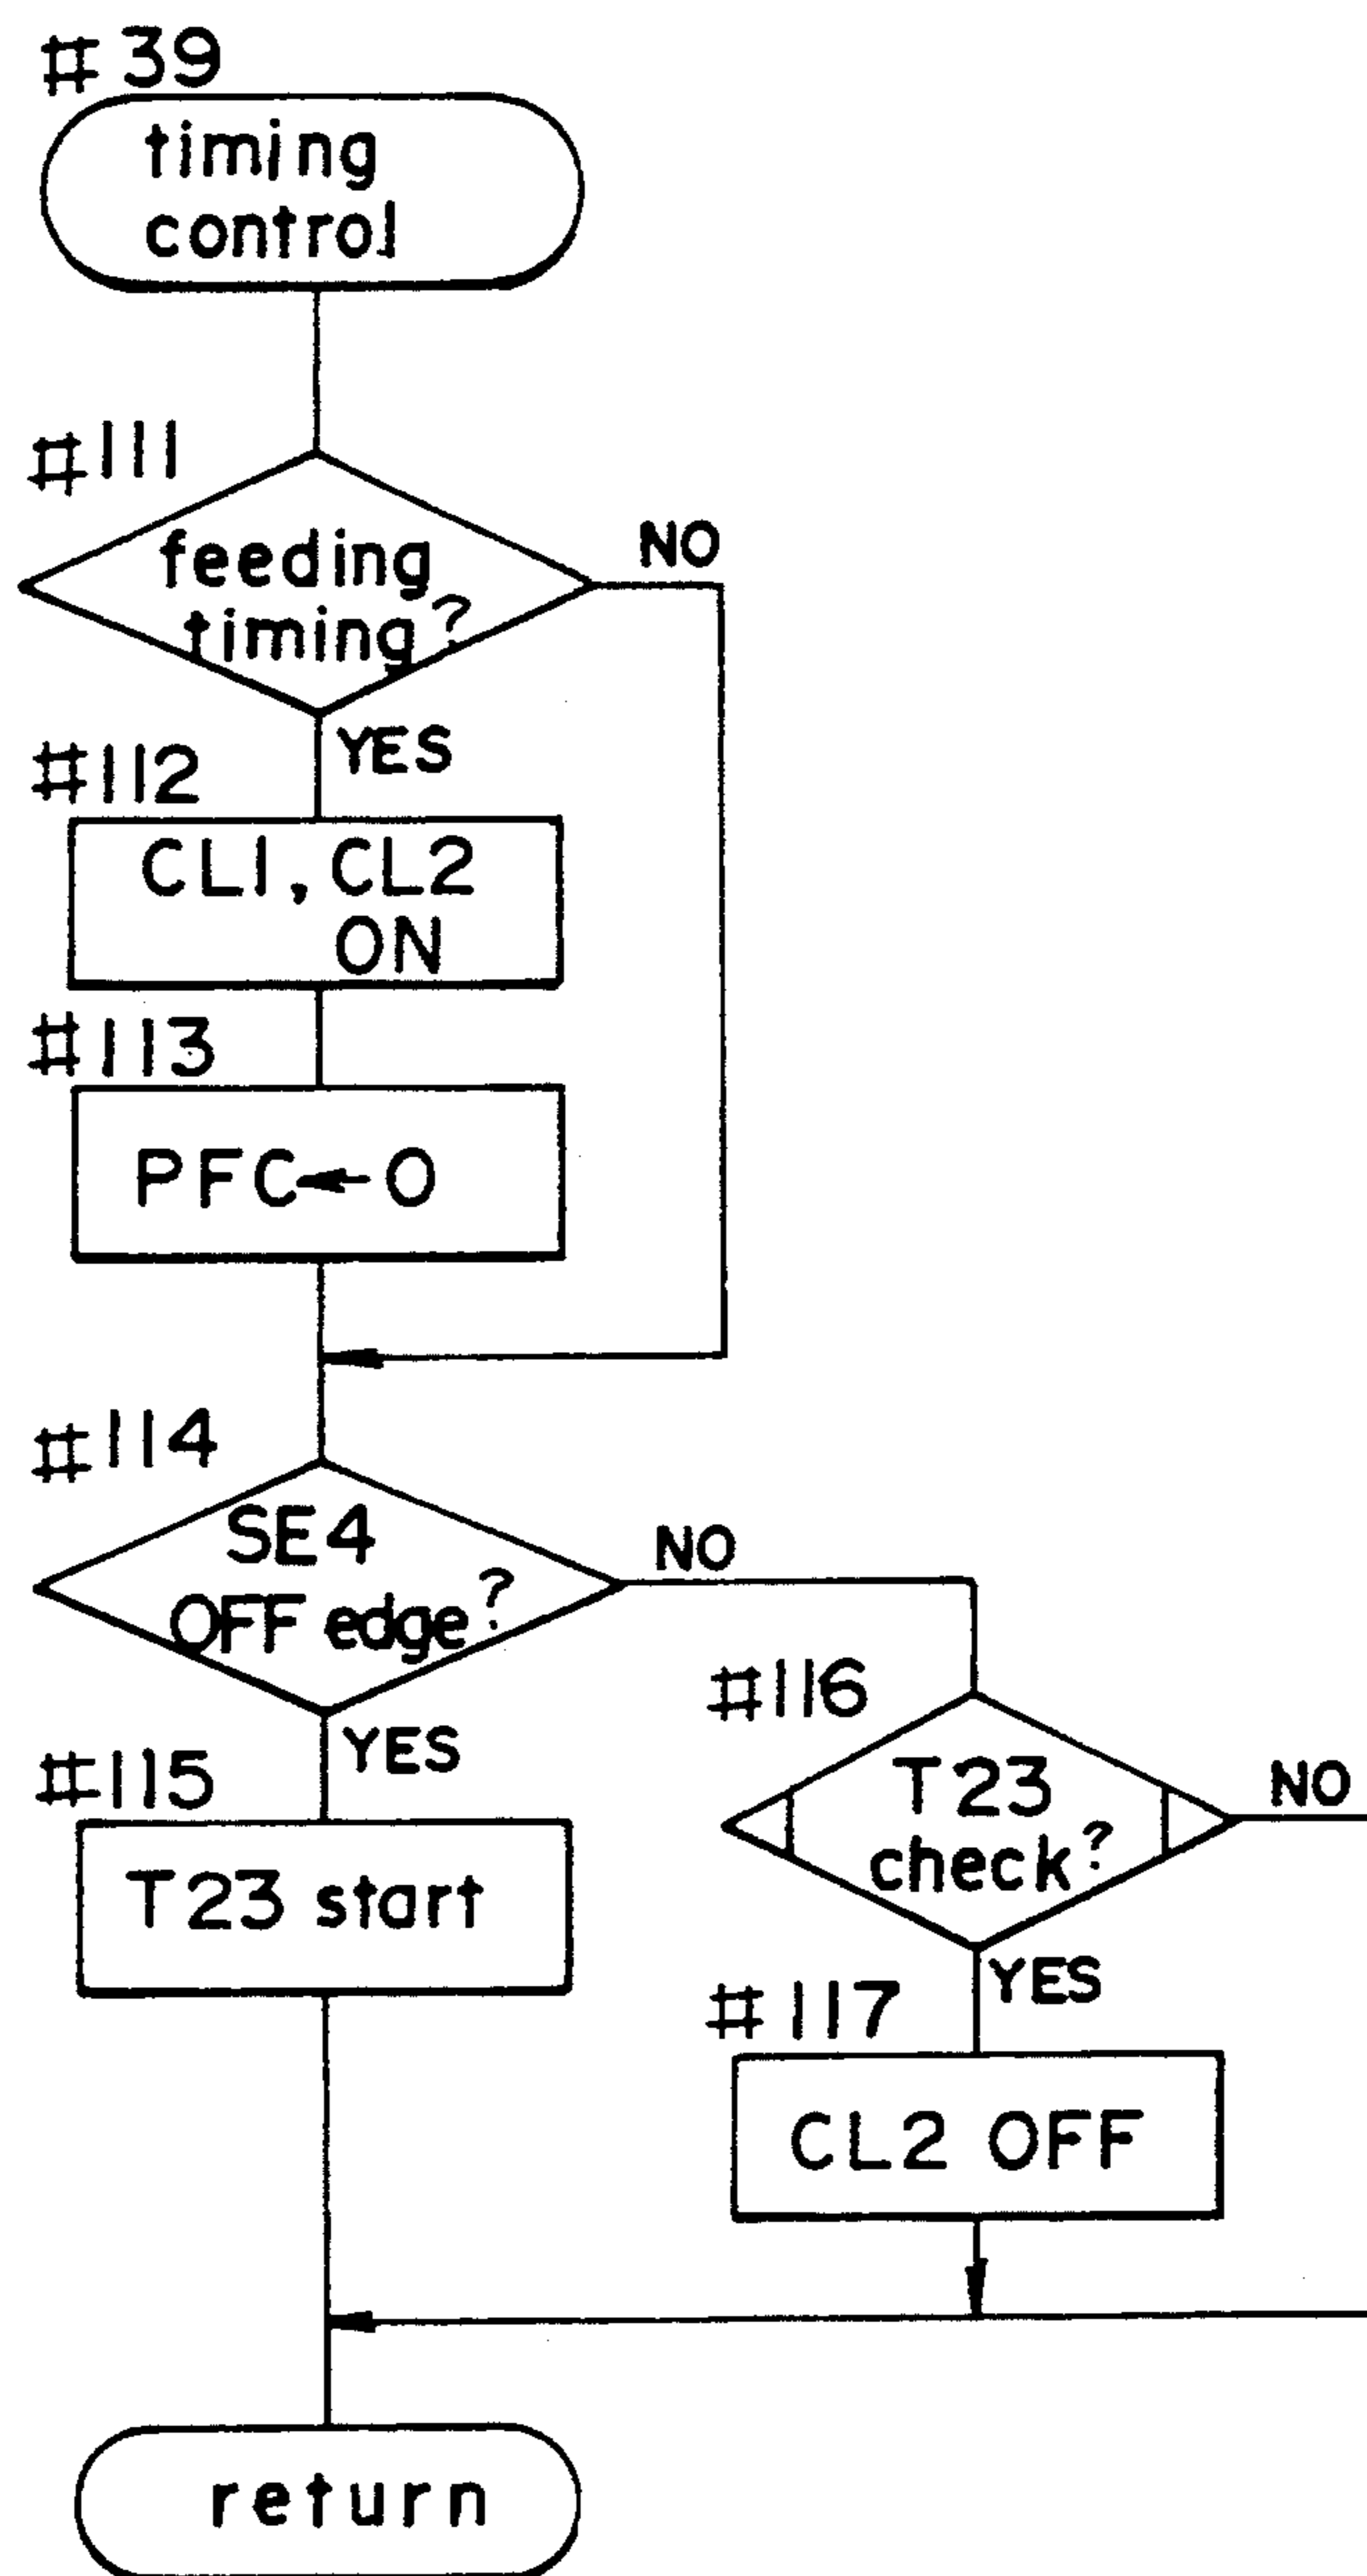 #39
timing
control
#111
feeding
timing?
NO
YES
#112
CL1, CL2
ON
#113
PFC←0
#114
SE4
OFF edge?
NO
YES
#115
T23 start
#116
T23
check?
NO
YES
#117
CL2 OFF
return